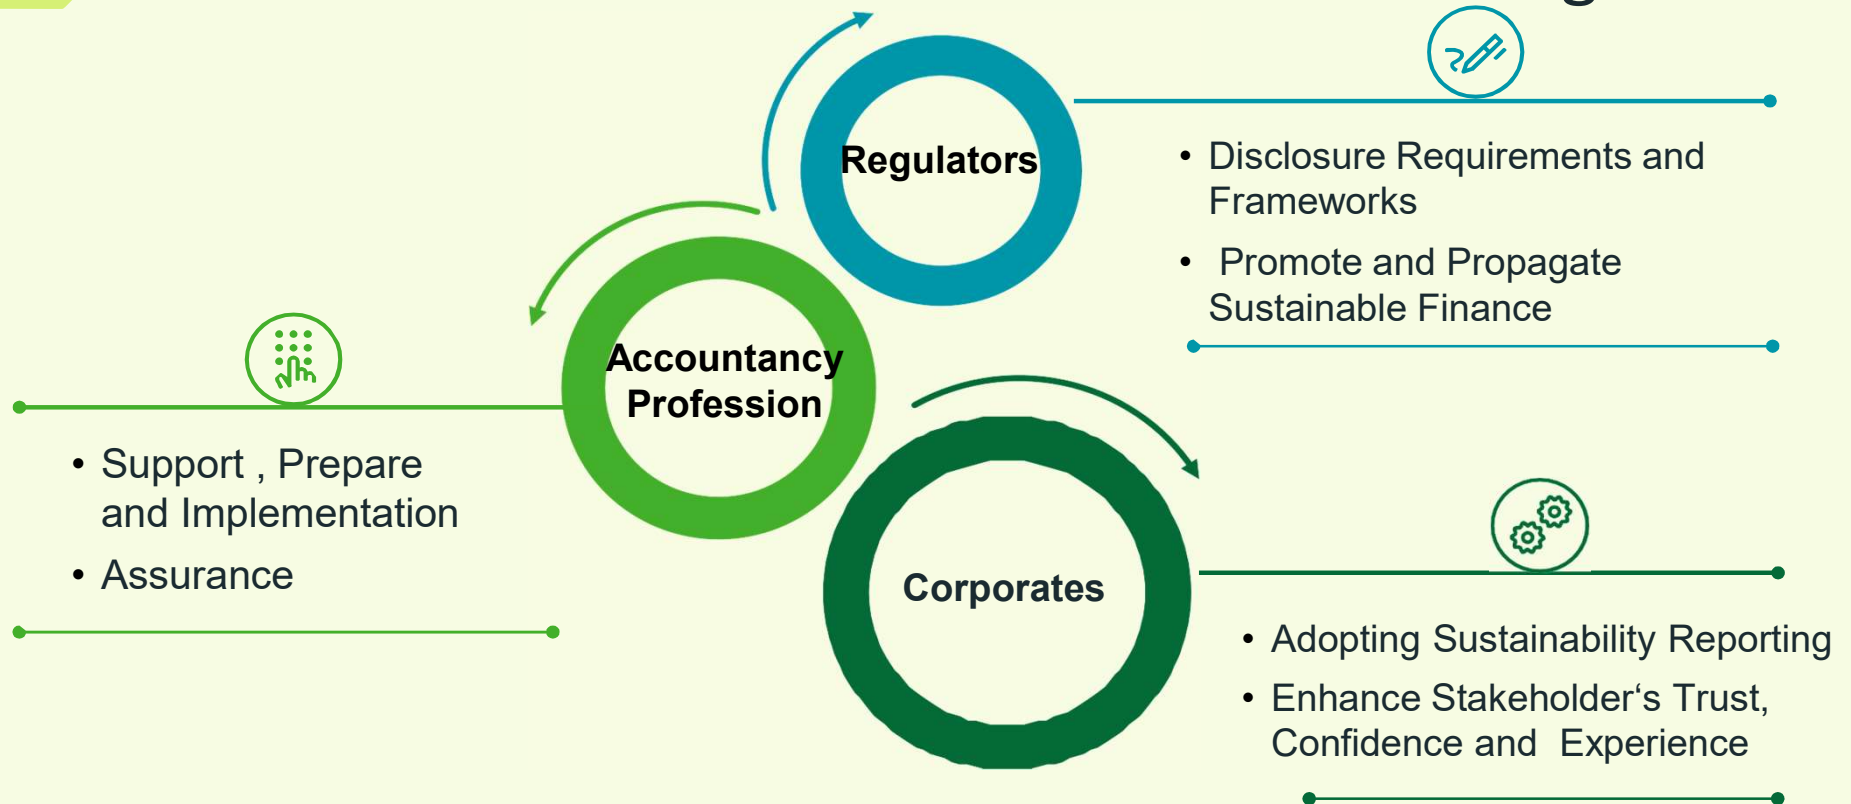 Regulators
• Disclosure Requirements and
Frameworks
• Promote and Propagate
Sustainable Finance
Accountancy
Profession
• Support , Prepare
and Implementation
• Assurance
Corporates
• Adopting Sustainability Reporting
• Enhance Stakeholder‘s Trust,
Confidence and  Experience